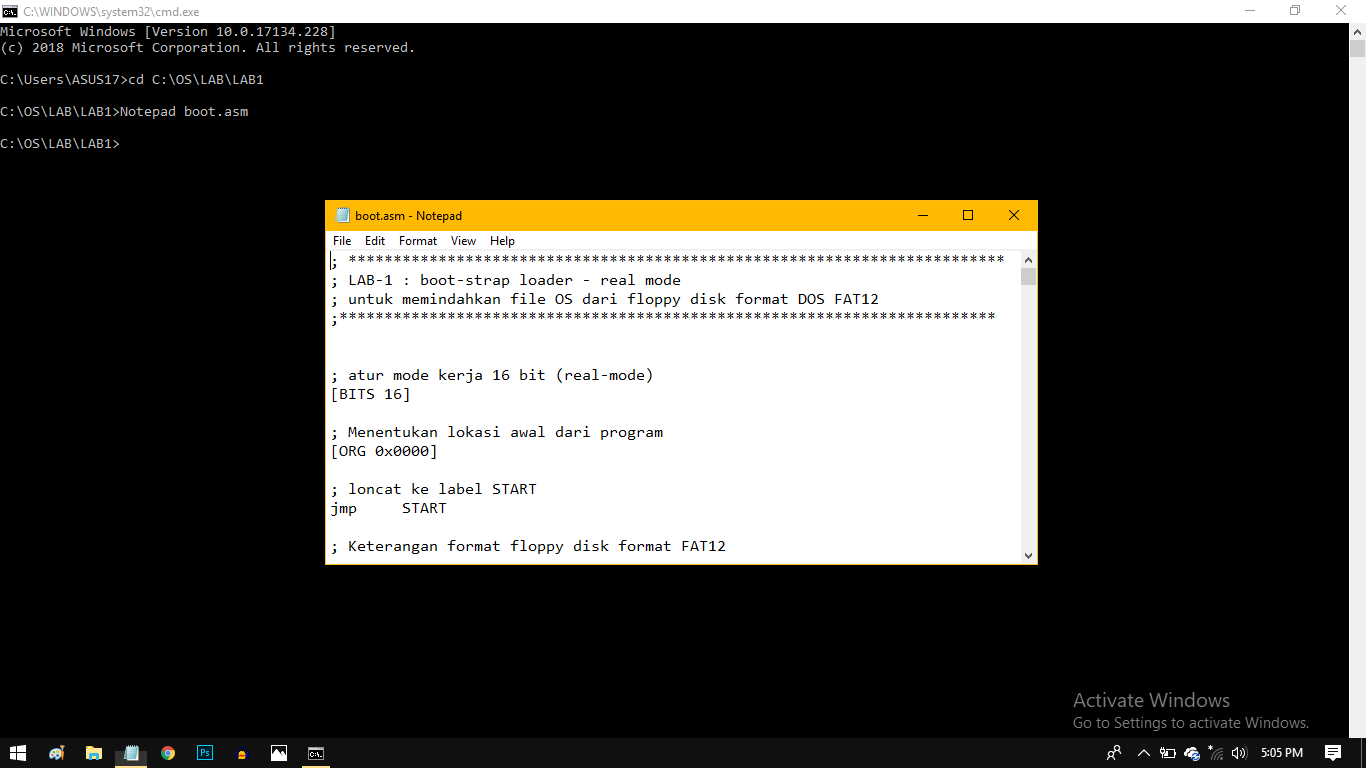 C:\WINDOWS\system32\cmd.exe
Microsoft Windows [Version 10.0.17134.228]
(c) 2018 Microsoft Corporation. All rights reserved.
C:\Users\ASUS17>cd C:\OS\LAB\LAB1
C:\OS\LAB\LAB1>Notepad boot.asm
C:\OS\LAB\LAB1>
boot.asm - Notepad
File Edit Format View Help
; *************************************************************************
; LAB-1 : boot-strap loader - real mode
; untuk memindahkan file OS dari floppy disk format DOS FAT12
;*************************************************************************
; atur mode kerja 16 bit (real-mode)
[BITS 16]
; Menentukan lokasi awal dari program
[ORG 0x0000]
; loncat ke label START
jmp     START
; Keterangan format floppy disk format FAT12
Activate Windows
Go to Settings to activate Windows.
Ps
C:\.
5:05 PM